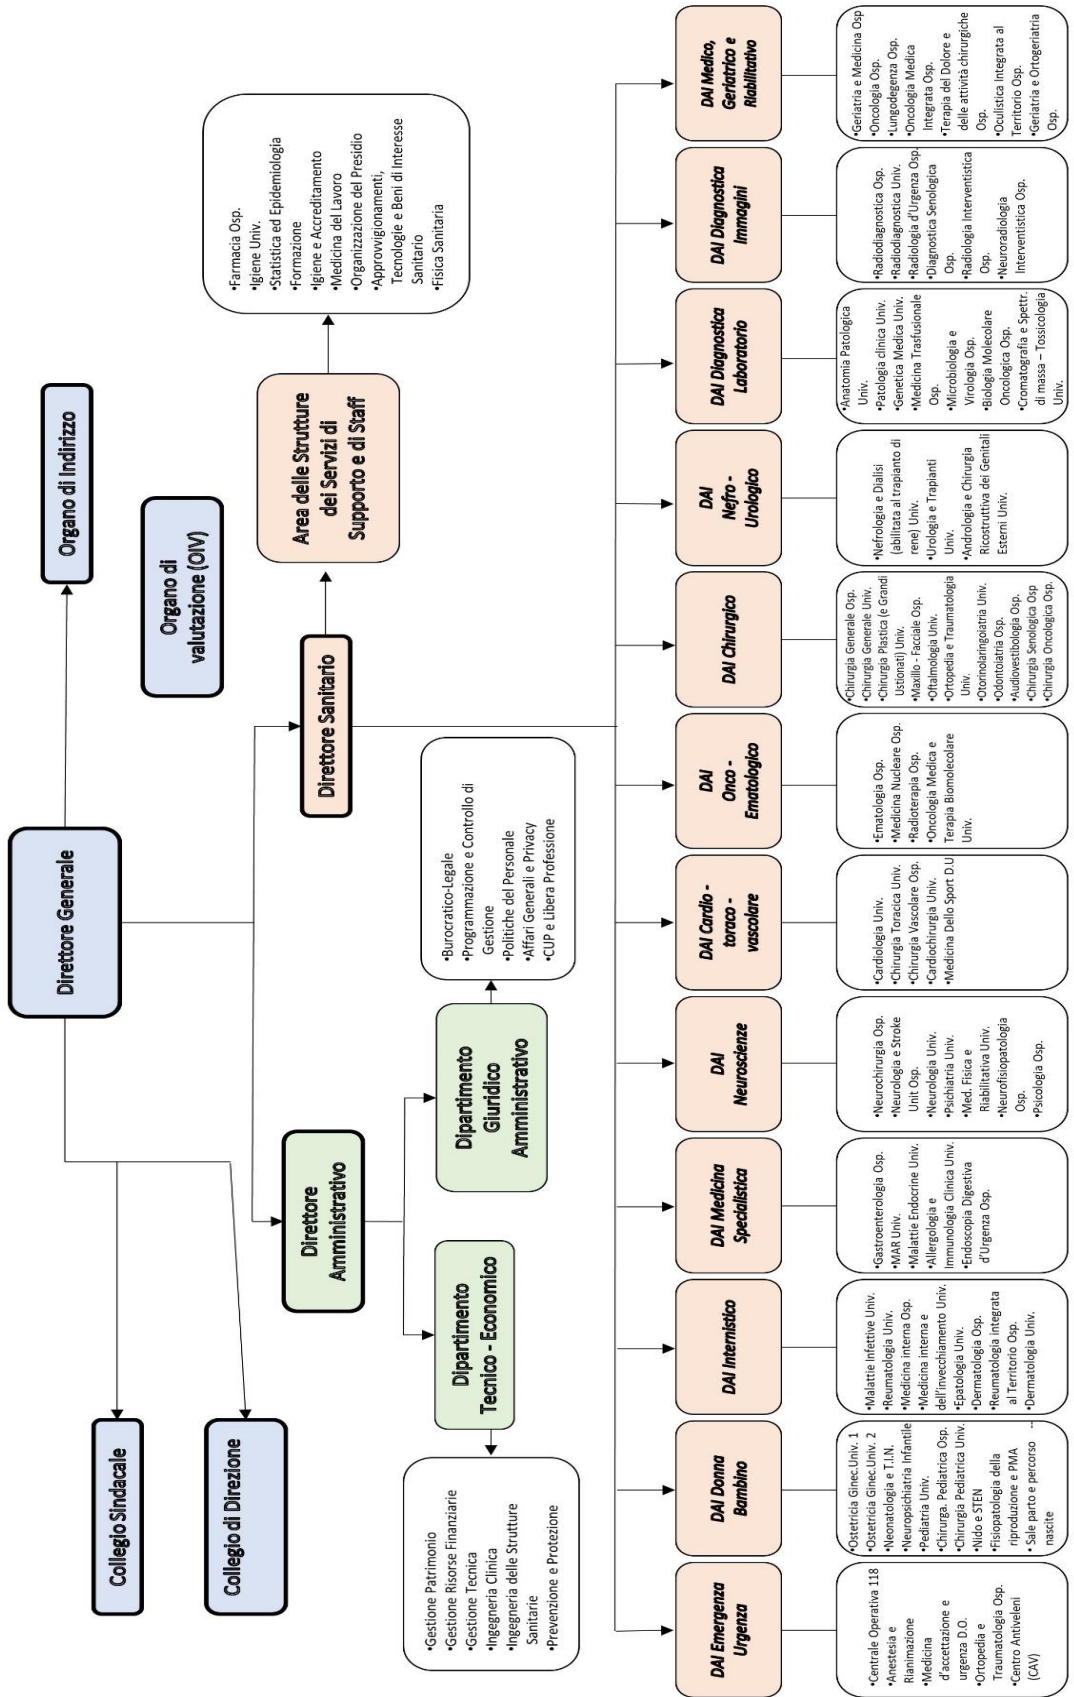 Direttore Generale
Organo di Indirizzo
Organo di
valutazione (OIV)
Collegio Sindacale
Collegio di Direzione
Direttore
Amministrativo
Direttore Sanitario
Area delle Strutture
dei Servizi di
Supporto e di Staff
•Farmacia Osp.
•Igiene Univ.
•Statistica ed Epidemiologia
•Formazione
•Igiene e Accreditamento
•Medicina del Lavoro
•Organizzazione del Presidio
•Approvvigionamenti,
Tecnologie e Beni di Interesse
Sanitario
•Fisica Sanitaria
Dipartimento
Tecnico - Economico
Dipartimento
Giuridico
Amministrativo
•Gestione Patrimonio
•Gestione Risorse Finanziarie
•Gestione Tecnica
•Ingegneria Clinica
•Ingegneria delle Strutture
Sanitarie
•Prevenzione e Protezione
•Burocratico-Legale
•Programmazione e Controllo di
Gestione
•Politiche del Personale
•Affari Generali e Privacy
•CUP e Libera Professione
DAI Emergenza
Urgenza
•Centrale Operativa 118
•Anestesia e
Rianimazione
•Medicina
d'accettazione e
urgenza D.O.
•Ortopedia e
Traumatologia Osp.
•Centro Antiveleni
(CAV)
DAI Donna
Bambino
•Ostetricia Ginec.Univ. 1
•Ostetricia Ginec.Univ. 2
•Neonatologia e T.I.N.
•Neuropsichiatria Infantile
•Pediatria Univ.
•Chirurga. Pediatrica Osp.
•Chirurgia Pediatrica Univ.
•Nido e STEN
•Fisiopatologia della
riproduzione e PMA
• Sale parto e percorso --
nascite
DAI Internistico
•Malattie Infettive Univ.
•Reumatologia Univ.
•Medicina interna Osp.
•Medicina interna e
dell'invecchiamento Univ.
•Epatologia Univ.
•Dermatologia Osp.
•Reumatologia integrata
al Territorio Osp.
•Dermatologia Univ.
DAI Medicina
Specialistica
•Gastroenterologia Osp.
•MAR Univ.
•Malattie Endocrine Univ.
•Allergologia e
Immunologia Clinica Univ.
•Endoscopia Digestiva
d'Urgenza Osp.
DAI
Neuroscienze
•Neurochirurgia Osp.
•Neurologia e Stroke
Unit Osp.
•Neurologia Univ.
•Psichiatria Univ.
•Med. Fisica e
Riabilitativa Univ.
•Neurofisiopatologia
Osp.
•Psicologia Osp.
DAI Cardio -
toraco -
vascolare
•Cardiologia Univ.
•Chirurgia Toracica Univ.
•Chirurgia Vascolare Osp.
•Cardiochirurgia Univ.
•Medicina Dello Sport D.U
DAI
Onco -
Ematologico
•Ematologia Osp.
•Medicina Nucleare Osp.
•Radioterapia Osp.
•Oncologia Medica e
Terapia Biomolecolare
Univ.
DAI Chirurgico
•Chirurgia Generale Osp.
•Chirurgia Generale Univ.
•Chirurgia Plastica (e Grandi
Ustionati) Univ.
•Maxillo - Facciale Osp.
•Oftalmologia Univ.
•Ortopedia e Traumatologia
Univ.
•Otorinolaringoiatria Univ.
•Odontoiatria Osp.
•Audiovestibologia Osp.
•Chirurgia Senologica Osp
•Chirurgia Oncologica Osp.
DAI
Nefro -
Urologico
•Nefrologia e Dialisi
(abilitata al trapianto di
rene) Univ.
•Urologia e Trapianti
Univ.
•Andrologia e Chirurgia
Ricostruttiva dei Genitali
Esterni Univ.
DAI Diagnostica
Laboratorio
•Anatomia Patologica
Univ.
•Patologia clinica Univ.
•Genetica Medica Univ.
•Medicina Trasfusionale
Osp.
•Microbiologia e
Virologia Osp.
•Biologia Molecolare
Oncologica Osp.
•Cromatografia e Spettr.
di massa – Tossicologia
Univ.
DAI Diagnostica
Immagini
•Radiodiagnostica Osp.
•Radiodiagnostica Univ.
•Radiologia d'Urgenza Osp.
•Diagnostica Senologica
Osp.
•Radiologia Interventistica
Osp.
•Neuroradiologia
Interventistica Osp.
DAI Medico,
Geriatrico e
Riabilitativo
•Geriatria e Medicina Osp
•Oncologia Osp.
•Lungodegenza Osp.
•Oncologia Medica
Integrata Osp.
•Terapia del Dolore e
delle attività chirurgiche
Osp.
•Oculistica Integrata al
Territorio Osp.
•Geriatria e Ortogeriatria
Osp.